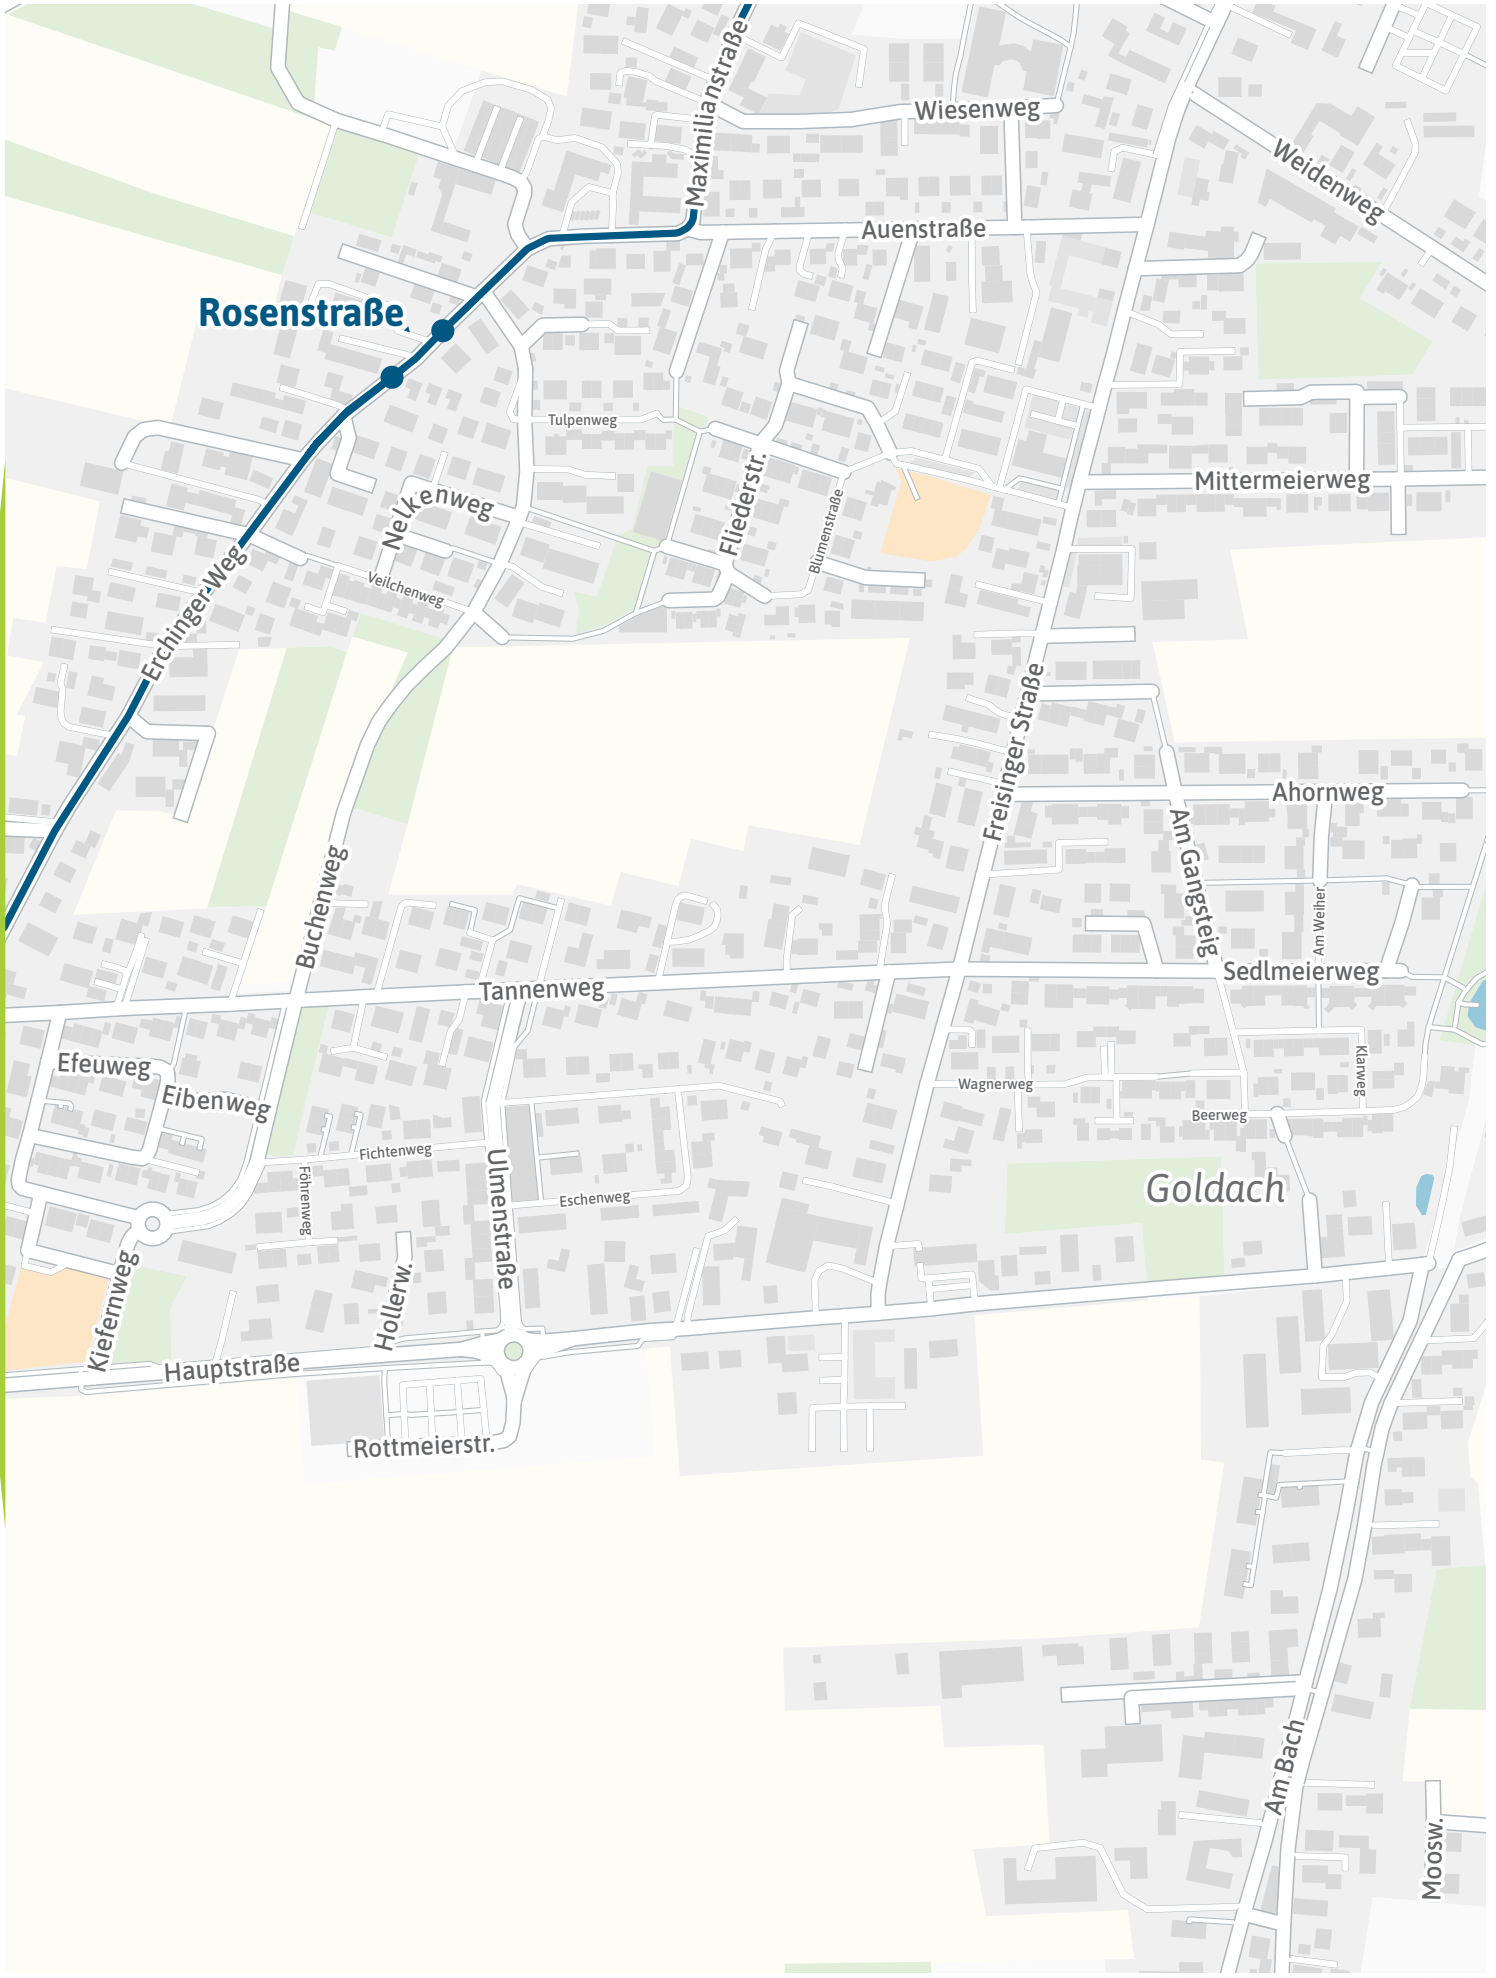 Maximilianstraße
Wiesenweg
Weidenweg
Auenstraße
Rosenstraße
Tulpenweg
Nelkenweg
Fliederstr.
Blumenstraße
Mittermeierweg
Veilchenweg
Erchinger Weg
Freisinger Straße
Ahornweg
Am Gangsteig
Buchenweg
Am Weiher
Sedlmeierweg
Tannenweg
Efeuweg
Eibenweg
Wagnerweg
Klarweg
Beerweg
Fichtenweg
Föhrenweg
Ulmenstraße
Eschenweg
Goldach
Kiefernweg
Hollerw.
Hauptstraße
Rottmeierstr.
Am Bach
Moosw.